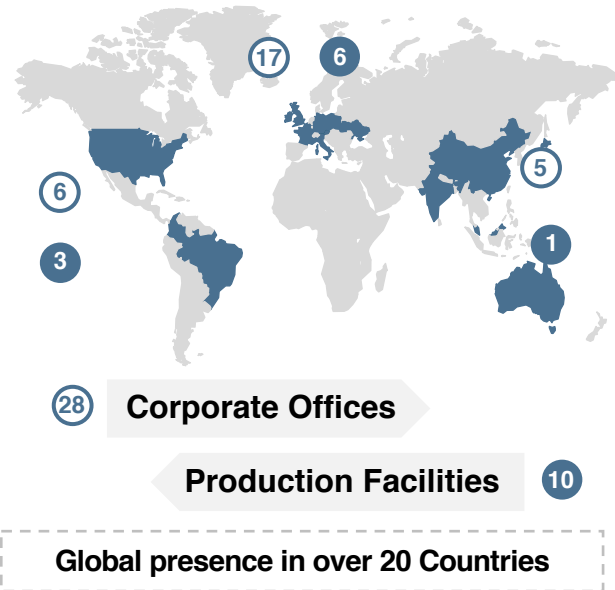 17
6
5
6
1
3
28
Corporate Offices
Production Facilities
10
Global presence in over 20 Countries